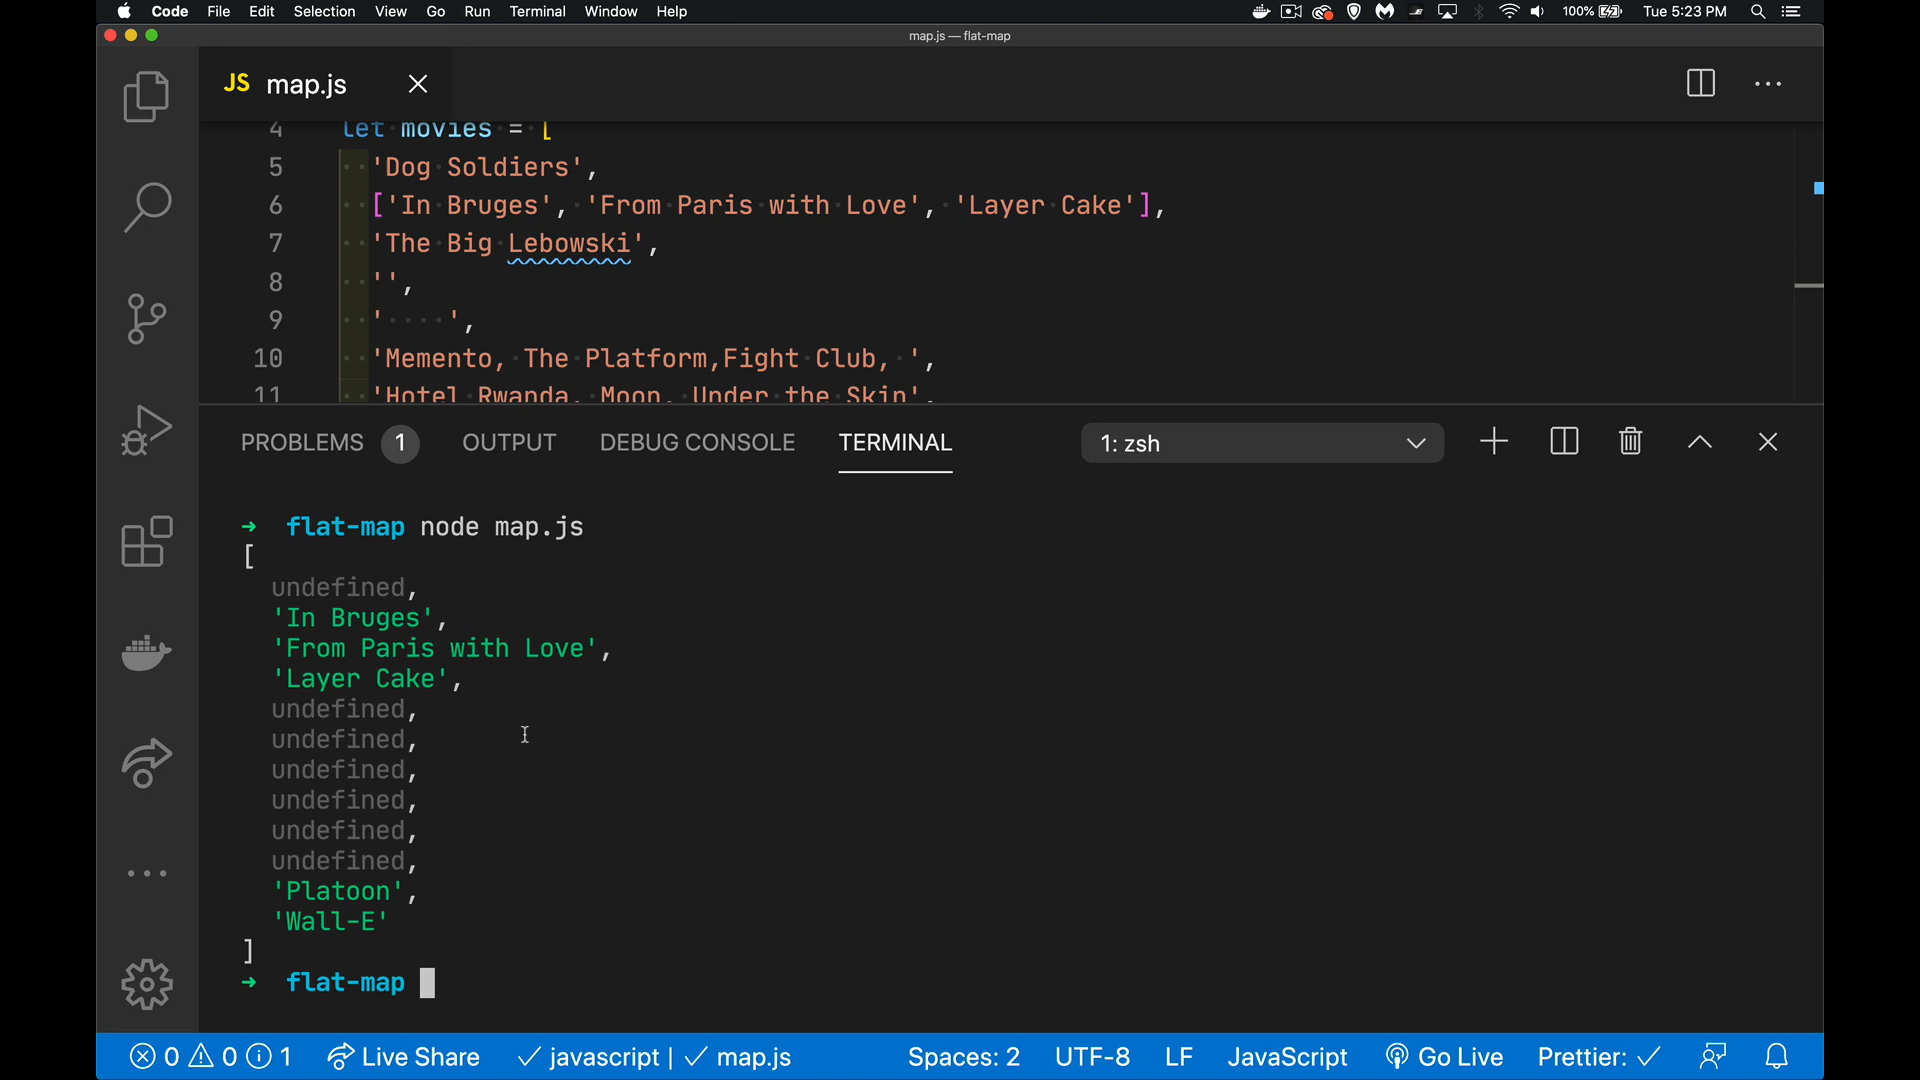 Code File Edit Selection View Go Run Terminal Window Help 100% Tue 5:23 PM
map.js — flat-map
JS map.js
4 let movies = [
5 'Dog Soldiers',
6 ['In Bruges', 'From Paris with Love', 'Layer Cake'],
7 'The Big Lebowski',
8 '',
9 '    ',
10 'Memento, The Platform,Fight Club, ',
11 'Hotel Rwanda, Moon, Under the Skin',
PROBLEMS 1 OUTPUT DEBUG CONSOLE TERMINAL 1: zsh
→ flat-map node map.js
[
undefined,
'In Bruges',
'From Paris with Love',
'Layer Cake',
undefined,
undefined,
undefined,
undefined,
undefined,
undefined,
'Platoon',
'Wall-E'
]
→ flat-map
0 0 1 Live Share ✓ javascript | ✓ map.js Spaces: 2 UTF-8 LF JavaScript Go Live Prettier: ✓